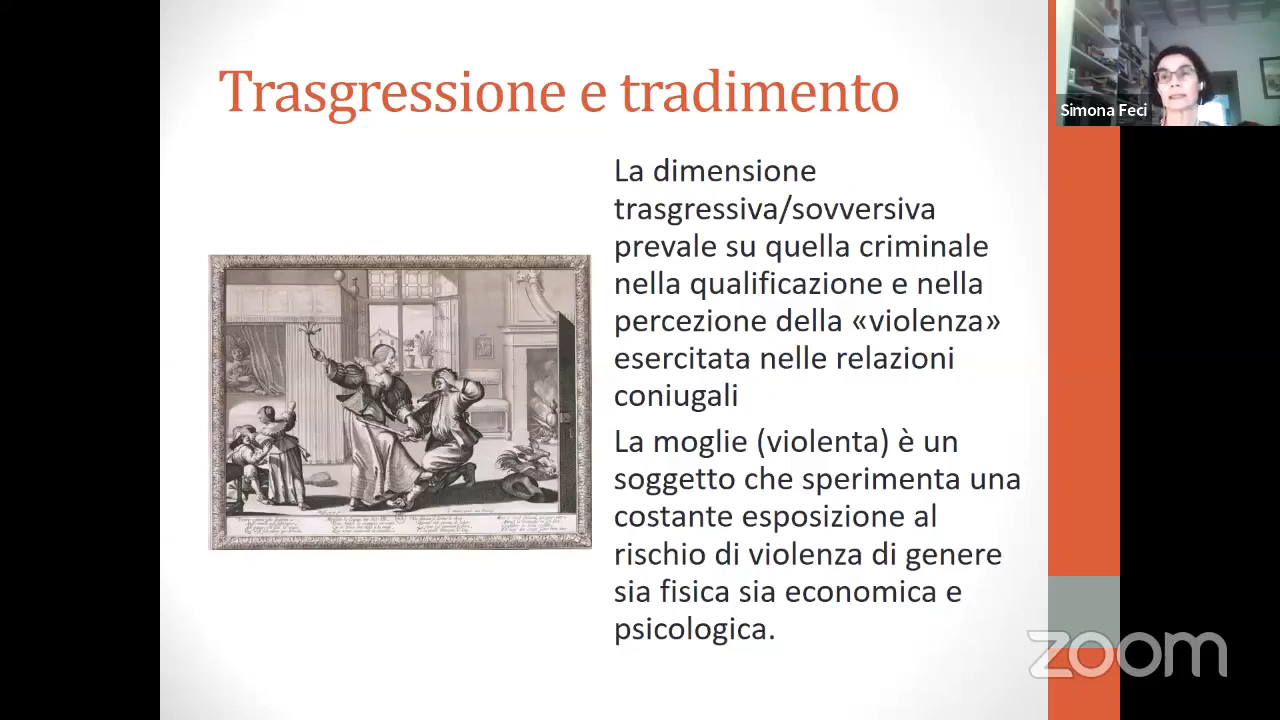 Trasgressione e tradimento
Simona Feci
La dimensione
trasgressiva/sovversiva
prevale su quella criminale
nella qualificazione e nella
percezione della «violenza»
esercitata nelle relazioni
coniugali
La moglie (violenta) è un
soggetto che sperimenta una
costante esposizione al
rischio di violenza di genere
sia fisica sia economica e
psicologica.
zoom